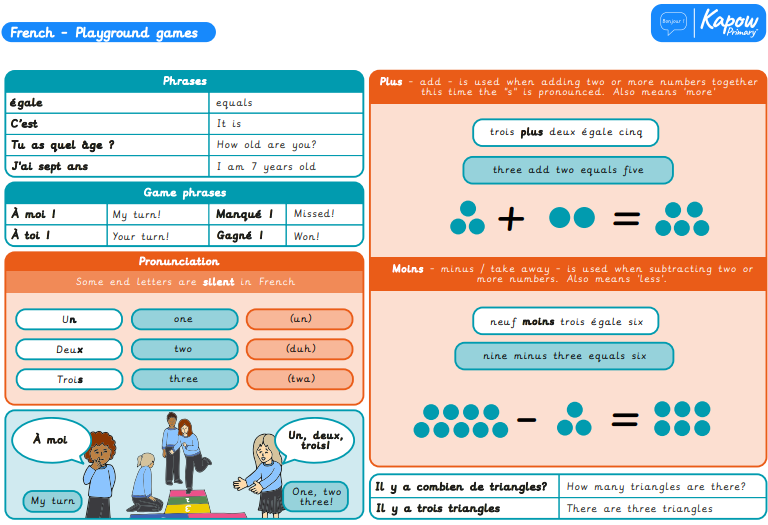 French - Playground games
Bonjour !
Kapow
Primary
Phrases
égale
equals
C'est
It is
Tu as quel âge ?
How old are you?
J'ai sept ans
I am 7 years old
Game phrases
À moi !
My turn!
Manqué !
Missed!
À toi !
Your turn!
Gagné !
Won!
Pronunciation
Some end letters are silent in French
Un
one
(un)
Deux
two
(duh)
Trois
three
(twa)
À moi
My turn
Un, deux,
trois!
One, two
three!
Plus - add - is used when adding two or more numbers together
this time the "s" is pronounced. Also means 'more'
trois plus deux égale cinq
three add two equals five
+
=
Moins - minus / take away - is used when subtracting two or
more numbers. Also means 'less'.
neuf moins trois égale six
nine minus three equals six
-
=
Il y a combien de triangles?
How many triangles are there?
Il y a trois triangles
There are three triangles